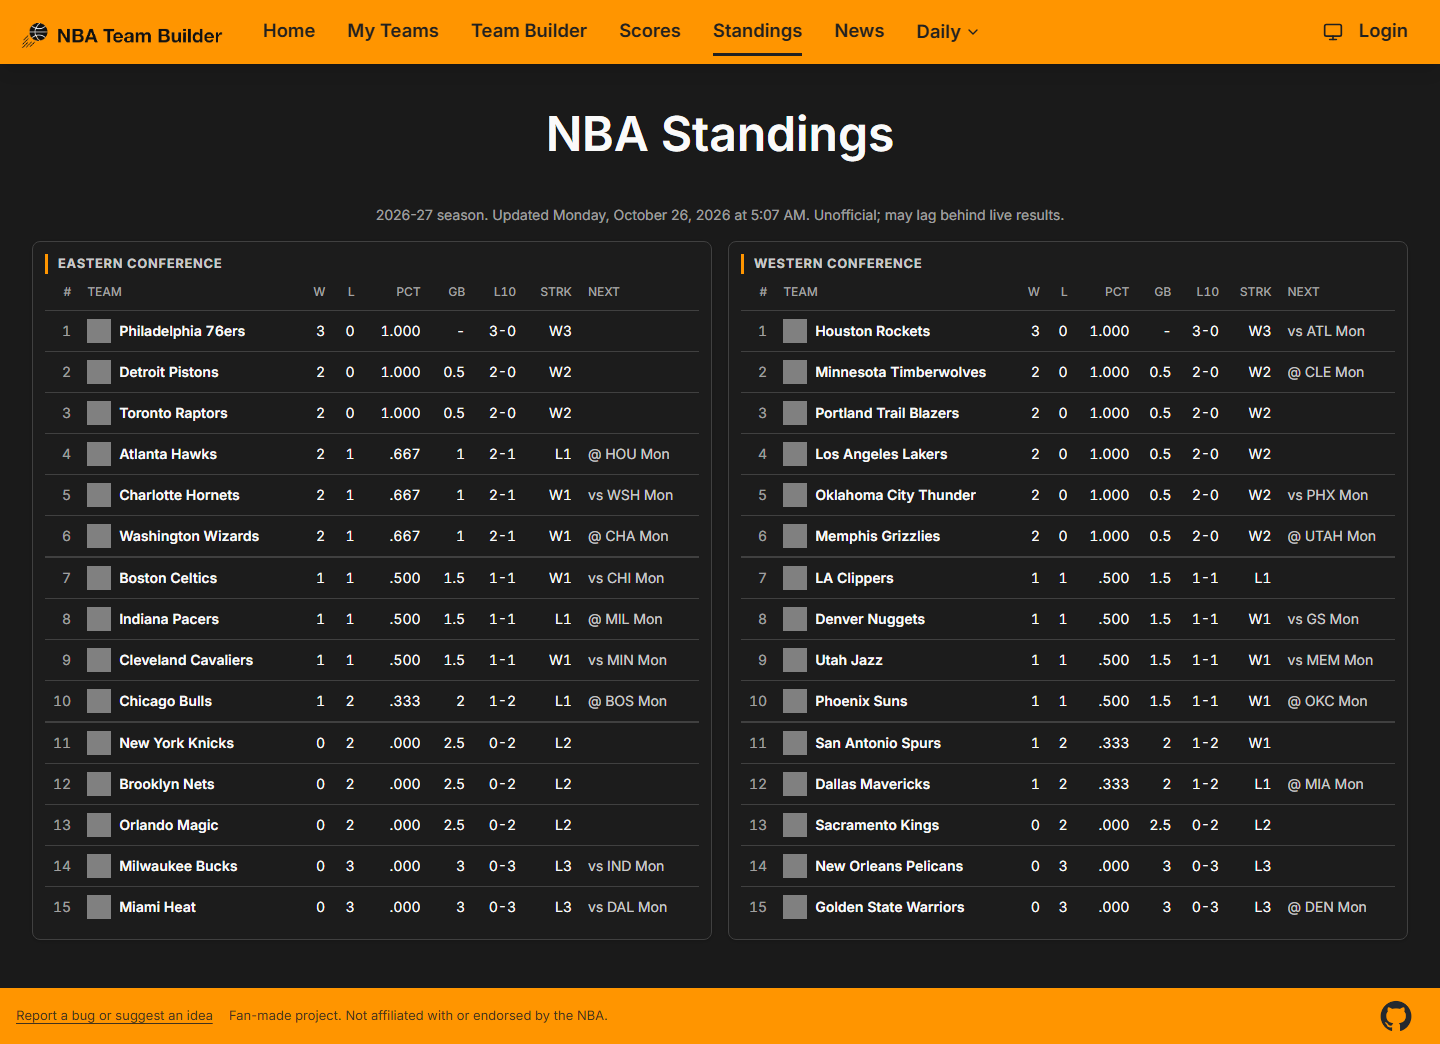 NBA Team Builder Home My Teams Team Builder Scores Standings News Daily Login
NBA Standings
2026-27 season. Updated Monday, October 26, 2026 at 5:07 AM. Unofficial; may lag behind live results.
EASTERN CONFERENCE
# TEAM W L PCT GB L10 STRK NEXT
1 Philadelphia 76ers 3 0 1.000 - 3-0 W3
2 Detroit Pistons 2 0 1.000 0.5 2-0 W2
3 Toronto Raptors 2 0 1.000 0.5 2-0 W2
4 Atlanta Hawks 2 1 .667 1 2-1 L1 @ HOU Mon
5 Charlotte Hornets 2 1 .667 1 2-1 W1 vs WSH Mon
6 Washington Wizards 2 1 .667 1 2-1 W1 @ CHA Mon
7 Boston Celtics 1 1 .500 1.5 1-1 W1 vs CHI Mon
8 Indiana Pacers 1 1 .500 1.5 1-1 L1 @ MIL Mon
9 Cleveland Cavaliers 1 1 .500 1.5 1-1 W1 vs MIN Mon
10 Chicago Bulls 1 2 .333 2 1-2 L1 @ BOS Mon
11 New York Knicks 0 2 .000 2.5 0-2 L2
12 Brooklyn Nets 0 2 .000 2.5 0-2 L2
13 Orlando Magic 0 2 .000 2.5 0-2 L2
14 Milwaukee Bucks 0 3 .000 3 0-3 L3 vs IND Mon
15 Miami Heat 0 3 .000 3 0-3 L3 vs DAL Mon
WESTERN CONFERENCE
# TEAM W L PCT GB L10 STRK NEXT
1 Houston Rockets 3 0 1.000 - 3-0 W3 vs ATL Mon
2 Minnesota Timberwolves 2 0 1.000 0.5 2-0 W2 @ CLE Mon
3 Portland Trail Blazers 2 0 1.000 0.5 2-0 W2
4 Los Angeles Lakers 2 0 1.000 0.5 2-0 W2
5 Oklahoma City Thunder 2 0 1.000 0.5 2-0 W2 vs PHX Mon
6 Memphis Grizzlies 2 0 1.000 0.5 2-0 W2 @ UTAH Mon
7 LA Clippers 1 1 .500 1.5 1-1 L1
8 Denver Nuggets 1 1 .500 1.5 1-1 W1 vs GS Mon
9 Utah Jazz 1 1 .500 1.5 1-1 W1 vs MEM Mon
10 Phoenix Suns 1 1 .500 1.5 1-1 W1 @ OKC Mon
11 San Antonio Spurs 1 2 .333 2 1-2 W1
12 Dallas Mavericks 1 2 .333 2 1-2 L1 @ MIA Mon
13 Sacramento Kings 0 2 .000 2.5 0-2 L2
14 New Orleans Pelicans 0 3 .000 3 0-3 L3
15 Golden State Warriors 0 3 .000 3 0-3 L3 @ DEN Mon
Report a bug or suggest an idea Fan-made project. Not affiliated with or endorsed by the NBA.